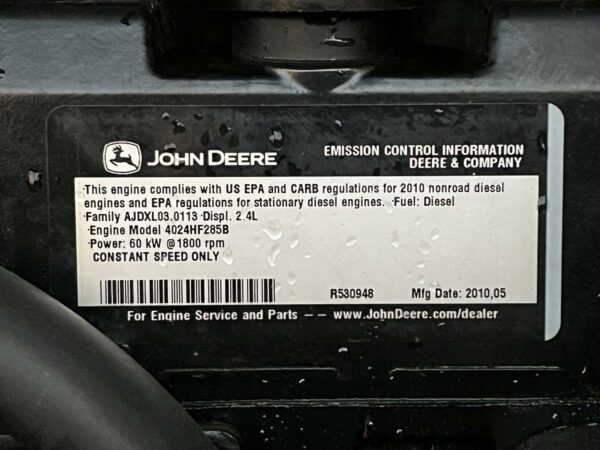 JOHN DEERE
EMISSION CONTROL INFORMATION
DEERE & COMPANY
·This engine complies with US EPA and CARB regulations for 2010 nonroad diesel
engines and EPA regulations for stationary diesel engines. ·Fuel: Diesel
·Family AJDXL03.0113 ·Displ. 2.4L
·Engine Model 4024HF285B
·Power: 60 kW @1800 rpm
CONSTANT SPEED ONLY
R530948 Mfg Date: 2010,05
For Engine Service and Parts -- www.JohnDeere.com/dealer